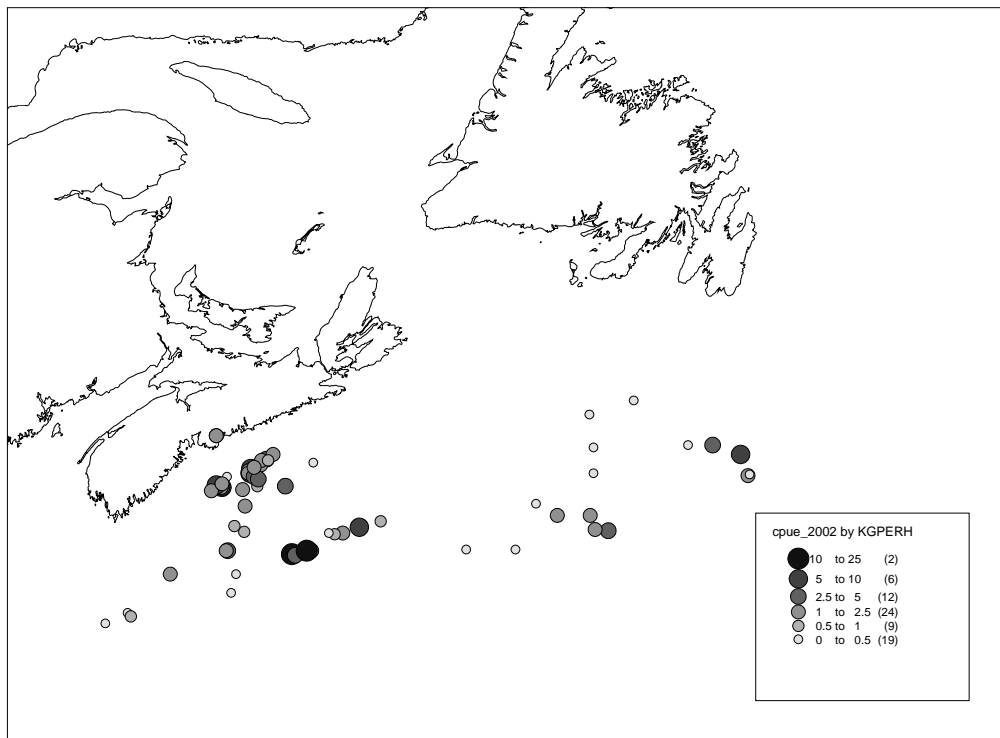 cpue_2002 by KGPERH
10 to 25 (2)
5 to 10 (6)
2.5 to 5 (12)
1 to 2.5 (24)
0.5 to 1 (9)
0 to 0.5 (19)